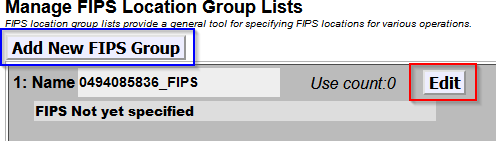 Manage FIPS Location Group Lists
FIPS location group lists provide a general tool for specifying FIPS locations for various operations.
Add New FIPS Group
1: Name 0494085836_FIPS Use count:0 Edit
FIPS Not yet specified